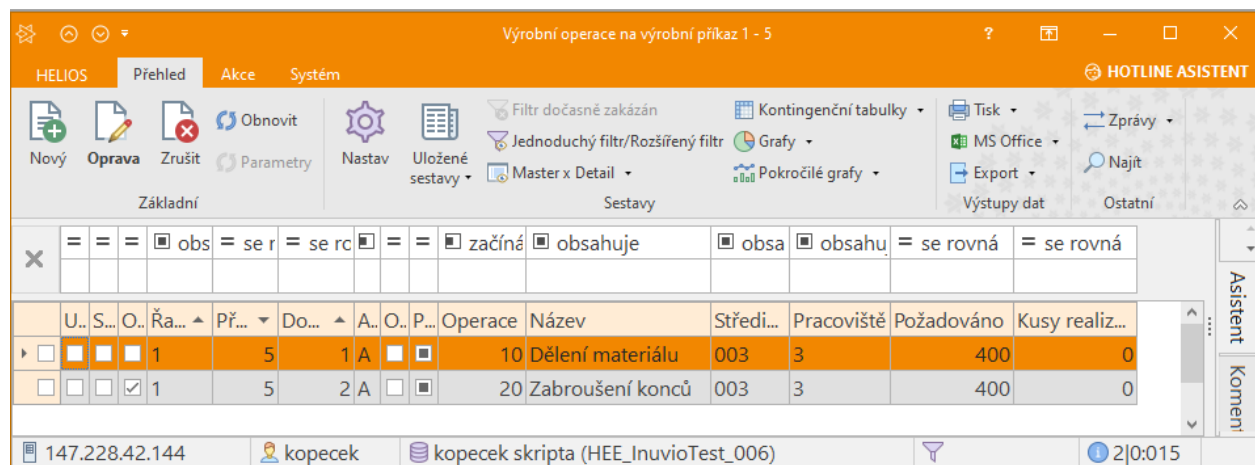 Výrobní operace na výrobní příkaz 1 - 5
HELIOS Přehled Akce Systém HOTLINE ASISTENT
Nový Oprava Zrušit Obnovit Parametry Nastav Uložené sestavy
Filtr dočasně zakázán
Jednoduchý filtr/Rozšířený filtr
Master x Detail
Kontingenční tabulky
Grafy
Pokročilé grafy
Tisk
MS Office
Export
Zprávy
Najít
Základní Sestavy Výstupy dat Ostatní
= = = obs = se r = se ro = = začíná obsahuje obsa obsahu = se rovná = se rovná
U.. S... O.. Řa... Př... Do... A.. O.. P... Operace Název Středi... Pracoviště Požadováno Kusy realiz...
1 5 1 A 10 Dělení materiálu 003 3 400 0
1 5 2 A 20 Zabroušení konců 003 3 400 0
Asistent
Koment
147.228.42.144 kopecek kopecek skripta (HEE_InuvioTest_006) 2|0:015